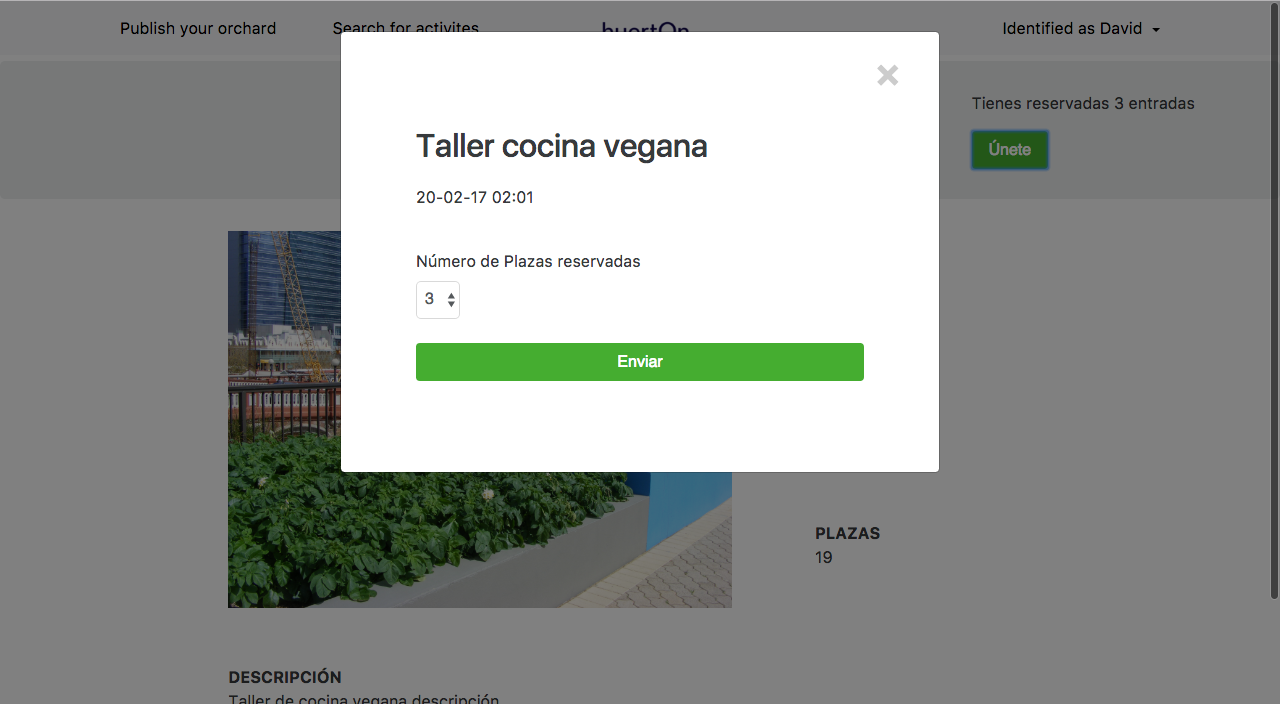 Publish your orchard
Search for activites
huertOn
Identified as David
Tienes reservadas 3 entradas
Únete
Taller cocina vegana
20-02-17 02:01
Número de Plazas reservadas
3
Enviar
PLAZAS
19
DESCRIPCIÓN
Taller de cocina vegana descripción